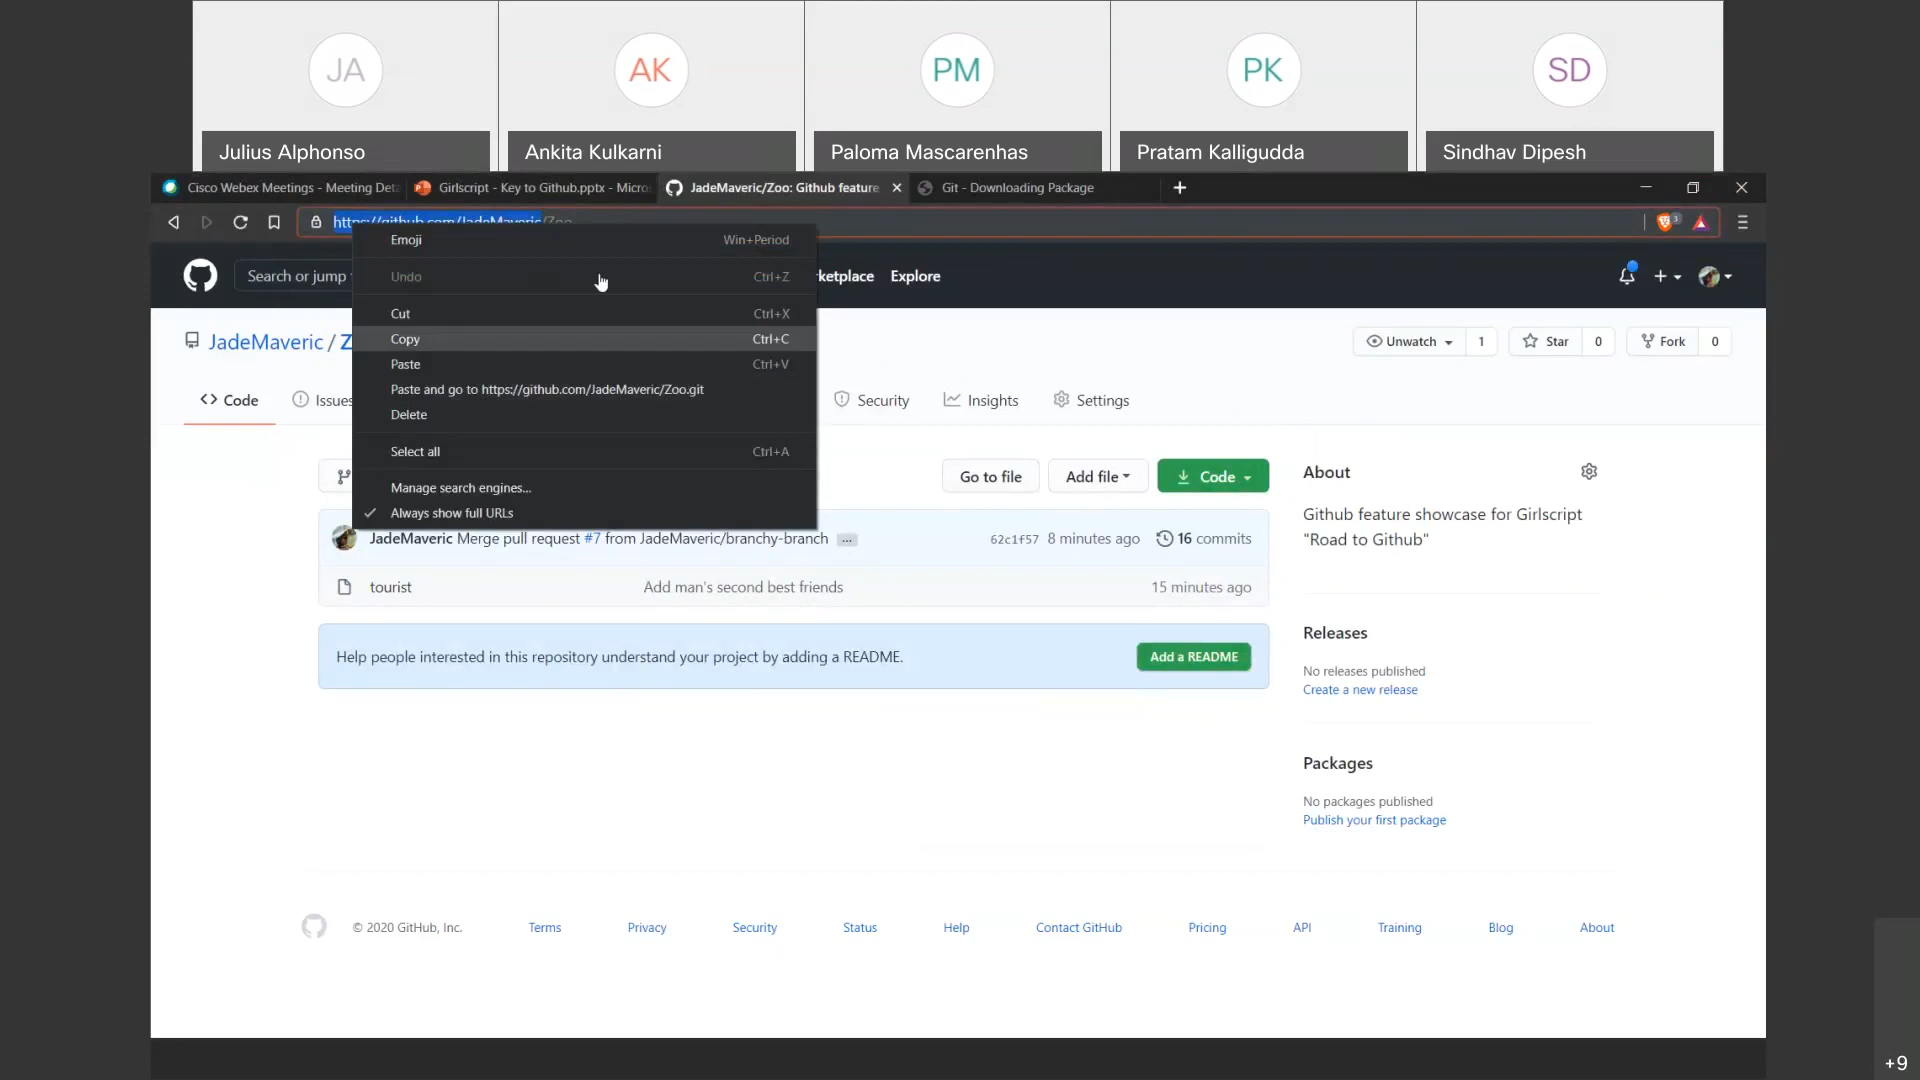 JA
AK
PM
PK
SD
Julius Alphonso
Ankita Kulkarni
Paloma Mascarenhas
Pratam Kalligudda
Sindhav Dipesh
Cisco Webex Meetings - Meeting Deta
Girlscript - Key to Github.pptx - Micro
JadeMaveric/Zoo: Github feature
Git - Downloading Package
https://github.com/JadeMaveric/Zoo
3
Emoji Win+Period
Undo Ctrl+Z
Cut Ctrl+X
Copy Ctrl+C
Paste Ctrl+V
Paste and go to https://github.com/JadeMaveric/Zoo.git
Delete
Select all Ctrl+A
Manage search engines...
Always show full URLs
Search or jump
ketplace Explore
JadeMaveric / Z
Unwatch 1
Star 0
Fork 0
Code
Issues
Security
Insights
Settings
Go to file
Add file
Code
JadeMaveric Merge pull request #7 from JadeMaveric/branchy-branch ...
62c1f57 8 minutes ago 16 commits
tourist Add man's second best friends 15 minutes ago
Help people interested in this repository understand your project by adding a README.
Add a README
About
Github feature showcase for Girlscript
"Road to Github"
Releases
No releases published
Create a new release
Packages
No packages published
Publish your first package
© 2020 GitHub, Inc. Terms Privacy Security Status Help Contact GitHub Pricing API Training Blog About
+9